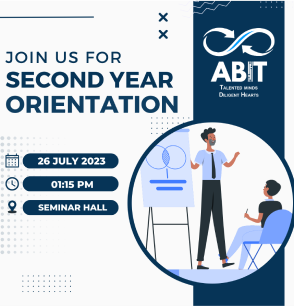 JOIN US FOR
SECOND YEAR
ORIENTATION
26 JULY 2023
01:15 PM
SEMINAR HALL
ABIT
TALENTED MINDS
DILIGENT HEARTS